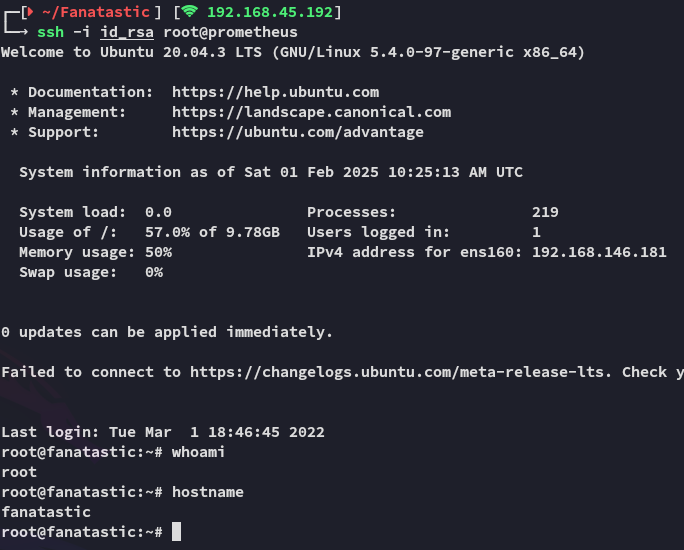 [~/Fanatastic] [192.168.45.192]
ssh -i id_rsa root@prometheus
Welcome to Ubuntu 20.04.3 LTS (GNU/Linux 5.4.0-97-generic x86_64)
* Documentation:  https://help.ubuntu.com
* Management:     https://landscape.canonical.com
* Support:        https://ubuntu.com/advantage
System information as of Sat 01 Feb 2025 10:25:13 AM UTC
System load:  0.0               Processes:               219
Usage of /:   57.0% of 9.78GB   Users logged in:         1
Memory usage: 50%               IPv4 address for ens160: 192.168.146.181
Swap usage:   0%
0 updates can be applied immediately.
Failed to connect to https://changelogs.ubuntu.com/meta-release-lts. Check y
Last login: Tue Mar  1 18:46:45 2022
root@fanatastic:~# whoami
root
root@fanatastic:~# hostname
fanatastic
root@fanatastic:~#